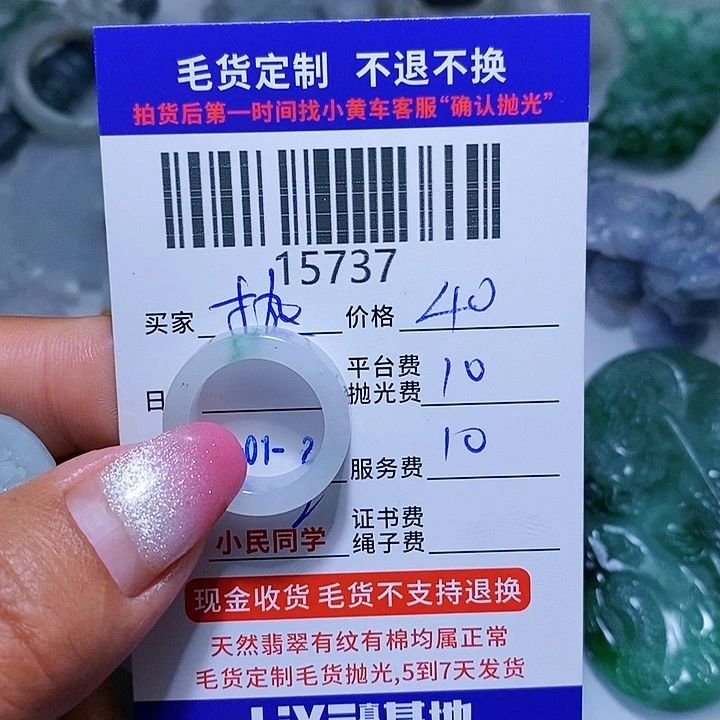 毛货定制 不退不换
拍货后第一时间找小黄车客服“确认抛光”
15737
买家 价格 40
平台费
日 抛光费 10
01-2
服务费 10
证书费
小民同学 绳子费
现金收货 毛货不支持退换
天然翡翠有纹有棉均属正常
毛货定制毛货抛光,5到7天发货
基地